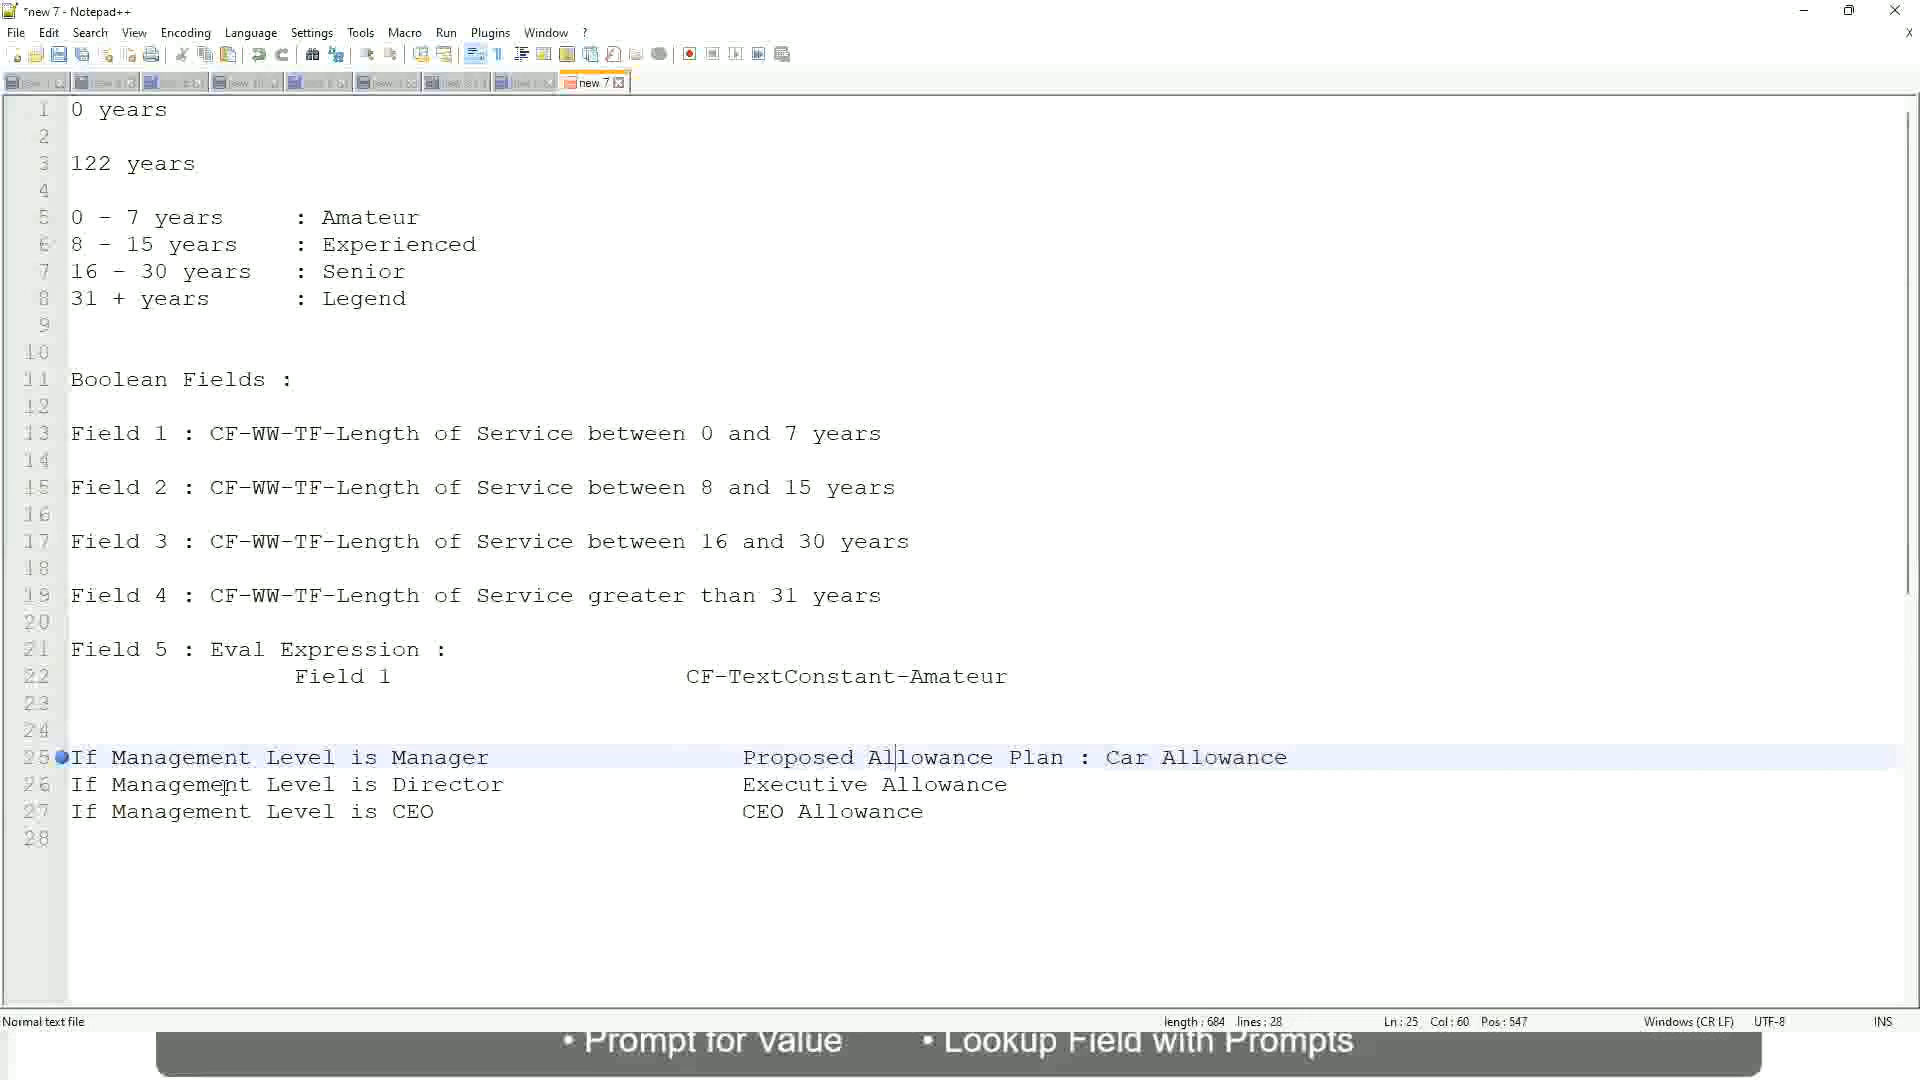 *new 7 - Notepad++
File Edit Search View Encoding Language Settings Tools Macro Run Plugins Window ?
X
new 7
1 0 years
2
3 122 years
4
5 0 - 7 years : Amateur
6 8 - 15 years : Experienced
7 16 - 30 years : Senior
8 31 + years : Legend
9
10
11 Boolean Fields :
12
13 Field 1 : CF-WW-TF-Length of Service between 0 and 7 years
14
15 Field 2 : CF-WW-TF-Length of Service between 8 and 15 years
16
17 Field 3 : CF-WW-TF-Length of Service between 16 and 30 years
18
19 Field 4 : CF-WW-TF-Length of Service greater than 31 years
20
21 Field 5 : Eval Expression :
22 Field 1 CF-TextConstant-Amateur
23
24
25 If Management Level is Manager Proposed Allowance Plan : Car Allowance
26 If Management Level is Director Executive Allowance
27 If Management Level is CEO CEO Allowance
28
Normal text file length : 684 lines : 28 Ln : 25 Col : 60 Pos : 547 Windows (CR LF) UTF-8 INS
• Prompt for Value • Lookup Field with Prompts